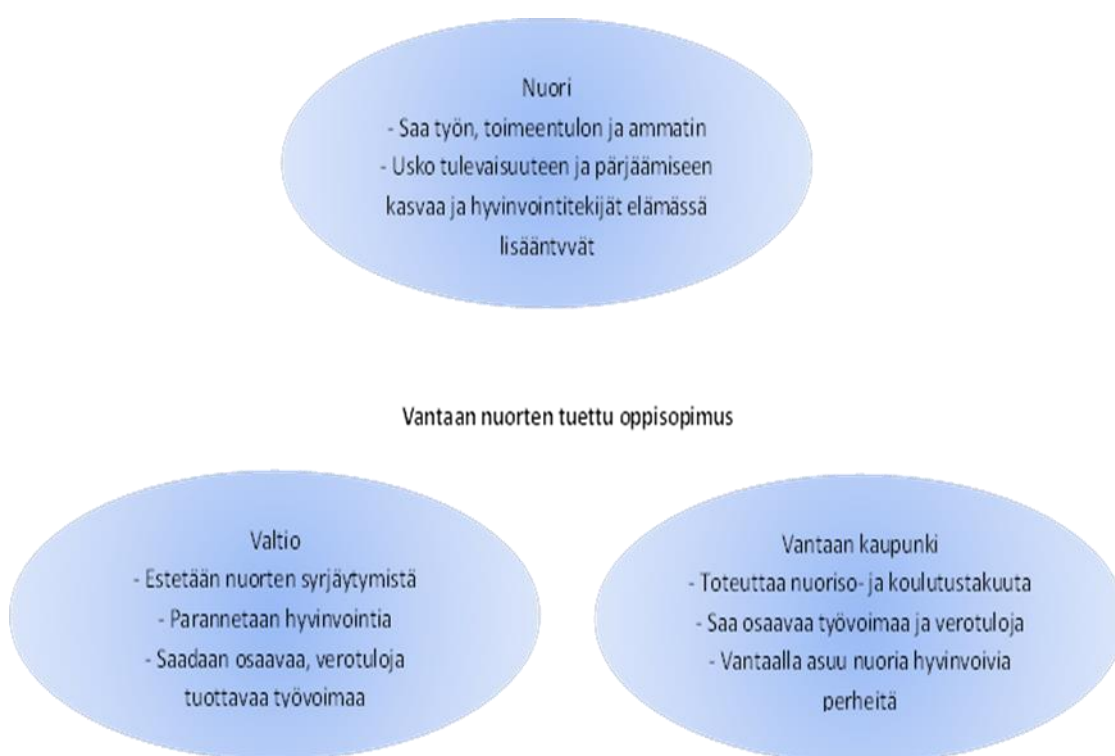 Nuori
- Saa työn, toimeentulon ja ammatin
- Usko tulevaisuuteen ja pärjäämiseen
kasvaa ja hyvinvointitekijät elämässä
lisääntyvät
Vantaan nuorten tuettu oppisopimus
Valtio
- Estetään nuorten syrjäytymistä
- Parannetaan hyvinvointia
- Saadaan osaavaa, verotuloja
tuottavaa työvoimaa
Vantaan kaupunki
- Toteuttaa nuoriso- ja koulutustakuuta
- Saa osaavaa työvoimaa ja verotuloja
- Vantaalla asuu nuoria hyvinvoivia
perheitä